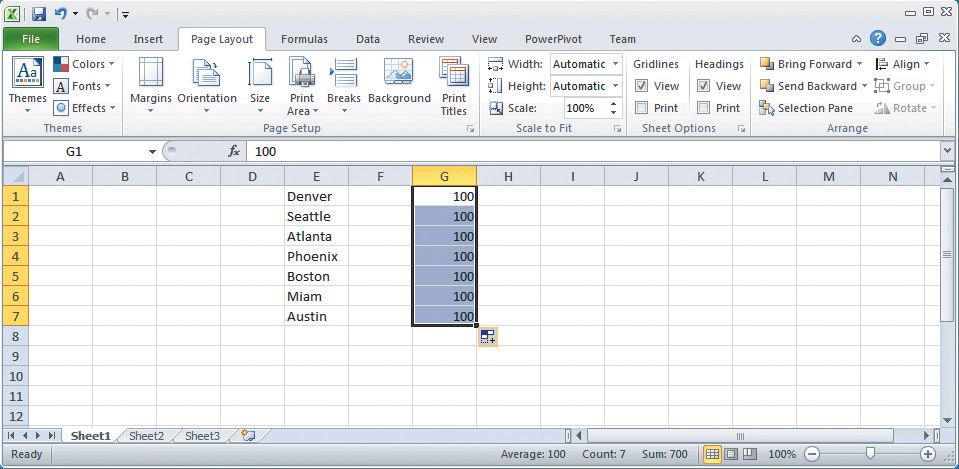 File Home Insert Page Layout Formulas Data Review View PowerPivot Team
Width: Automatic Gridlines Headings Bring Forward Align
Colors
Fonts
Effects
Height: Automatic View View Send Backward Group
Themes Margins Orientation Size Print Area Breaks Background Print Titles
Scale: 100% Print Print Selection Pane Rotate
Themes Page Setup Scale to Fit Sheet Options Arrange
G1 fx 100
A B C D E F G H I J K L M N
1 Denver 100
2 Seattle 100
3 Atlanta 100
4 Phoenix 100
5 Boston 100
6 Miam 100
7 Austin 100
8
9
10
11
12
Sheet1 Sheet2 Sheet3
Ready Average: 100 Count: 7 Sum: 700 100%